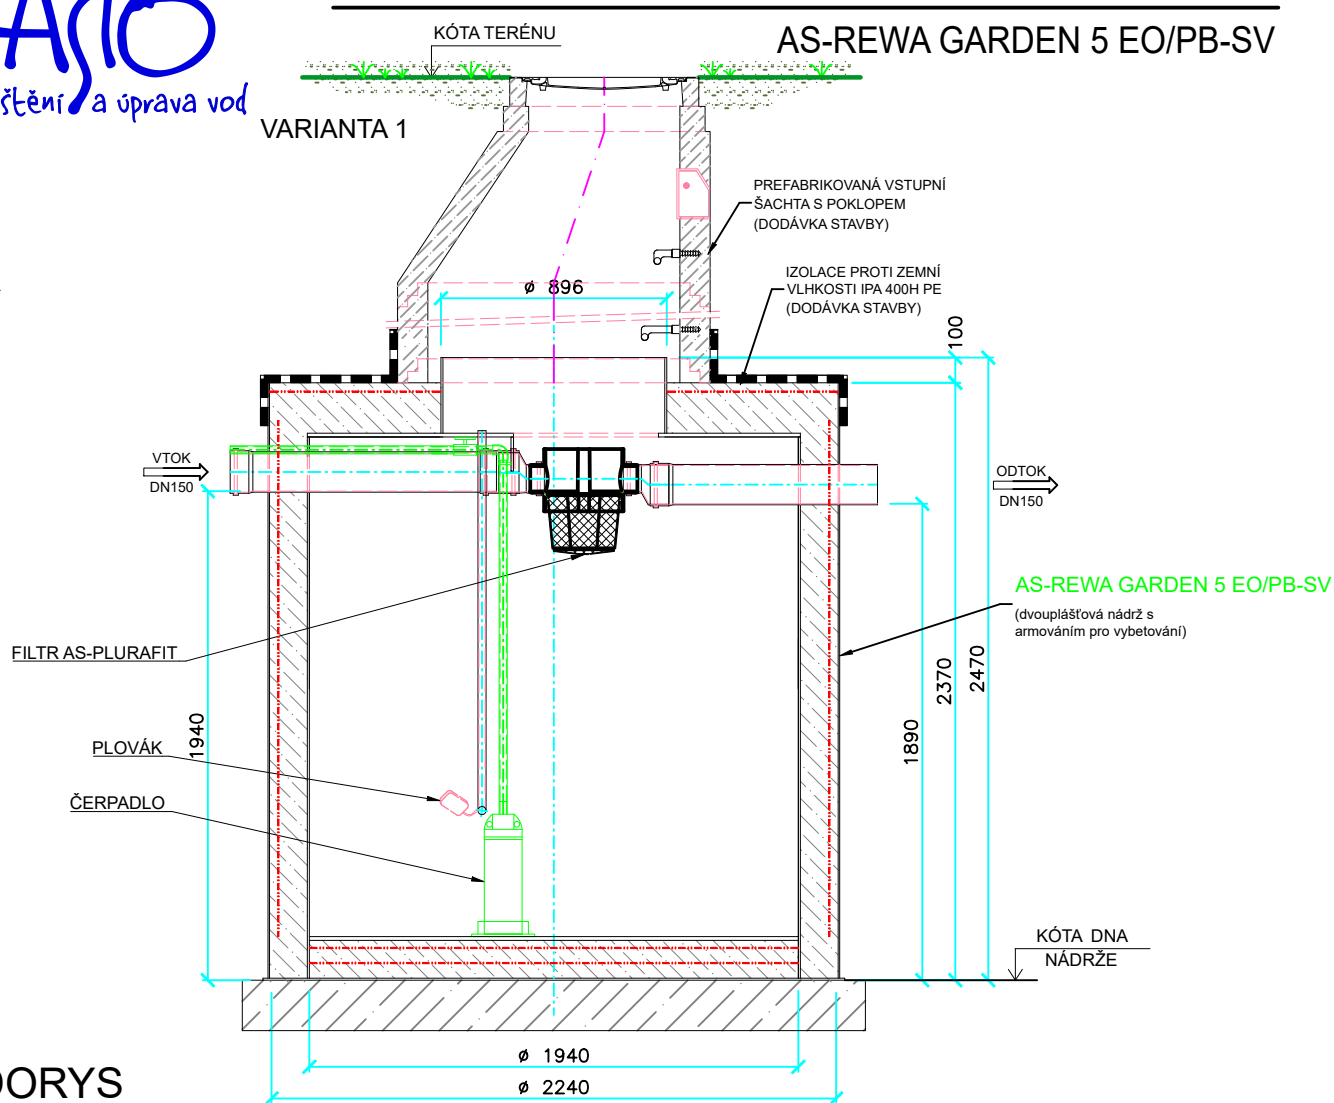 ASIO
štění a úprava vod
AS-REWA GARDEN 5 EO/PB-SV
KÓTA TERÉNU
VARIANTA 1
PREFABRIKOVANÁ VSTUPNÍ
ŠACHTA S POKLOPEM
(DODÁVKA STAVBY)
IZOLACE PROTI ZEMNÍ
VLHKOSTI IPA 400H PE
(DODÁVKA STAVBY)
ø 896
100
VTOK
DN150
ODTOK
DN150
AS-REWA GARDEN 5 EO/PB-SV
(dvouplášťová nádrž s
armováním pro vybetování)
FILTR AS-PLURAFIT
2370
2470
1940
1890
PLOVÁK
ČERPADLO
KÓTA DNA
NÁDRŽE
ø 1940
ø 2240
DORYS